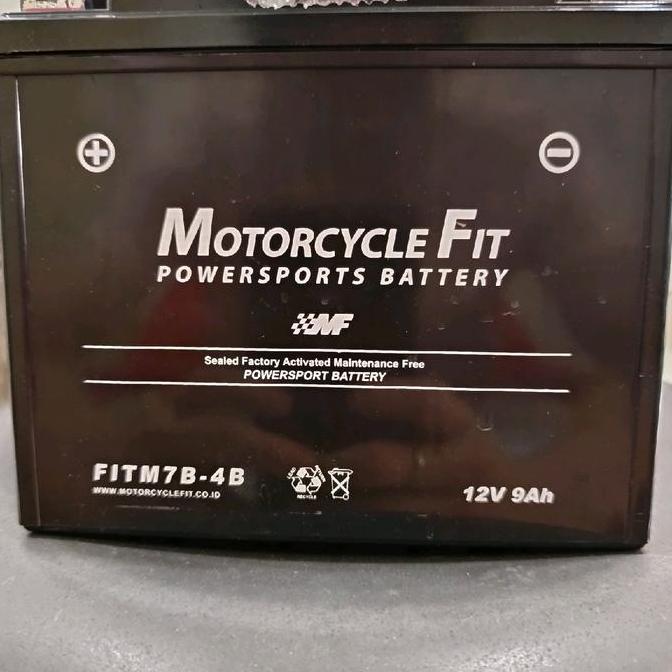 +
-
MOTORCYCLE FIT
POWERSPORTS BATTERY
MF
Sealed Factory Activated Maintenance Free
POWERSPORT BATTERY
FITM7B-4B
WWW.MOTORCYCLEFIT.CO.ID
RECYCLE
12V 9Ah